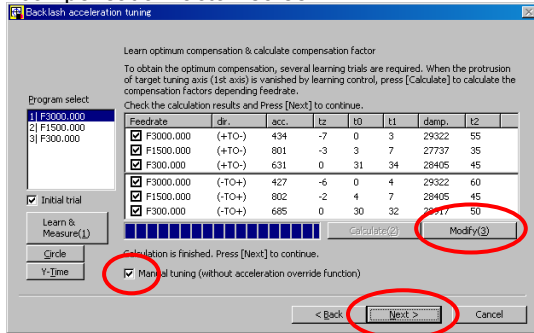 Backlash acceleration tuning
Learn optimum compensation & calculate compensation factor
To obtain the optimum compensation, several learning trials are required. When the protrusion
of target tuning axis (1st axis) is vanished by learning control, press [Calculate] to calculate the
compensation factors depending feedrate.
Check the calculation results and Press [Next] to continue.
Program select
1| F3000.000
2| F1500.000
3| F300.000
Feedrate dir. acc. tz t0 t1 damp. t2
F3000.000 (+TO-) 434 -7 0 3 29322 55
F1500.000 (+TO-) 801 -3 3 7 27737 35
F300.000 (+TO-) 631 0 31 34 28405 45
F3000.000 (-TO+) 427 -6 0 4 29322 60
F1500.000 (-TO+) 802 -2 4 7 28405 45
F300.000 (-TO+) 685 0 30 32 50
Initial trial
Learn &
Measure(1)
Calculate(2) Modify(3)
Circle
Calculation is finished. Press [Next] to continue.
Y-Time
Manual tuning (without acceleration override function)
< Back Next > Cancel